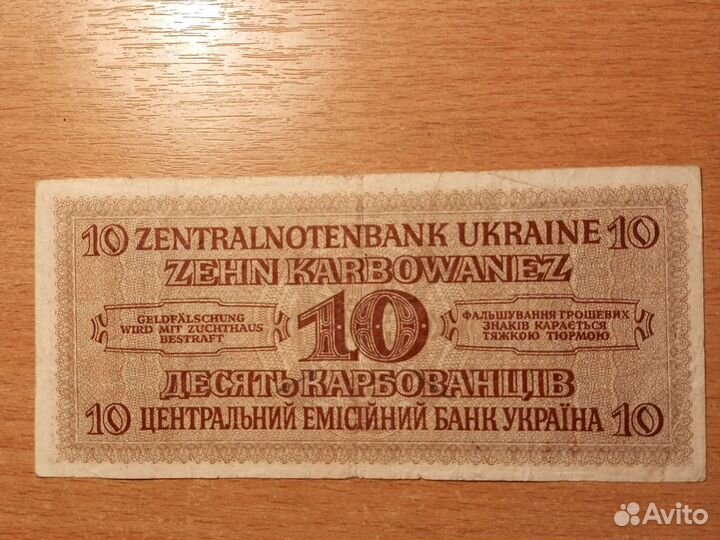 10 ZENTRALNOTENBANK UKRAINE 10
ZEHN KARBOWANEZ
GELDFÄLSCHUNG
WIRD MIT ZUCHTHAUS
BESTRAFT
10
ФАЛЬШУВАННЯ ГРОШЕВИХ
ЗНАКІВ КАРАЄТЬСЯ
ТЯЖКОЮ ТЮРМОЮ
ДЕСЯТЬ КАРБОВАНЦІВ
10 ЦЕНТРАЛЬНИЙ ЕМІСІЙНИЙ БАНК УКРАЇНА 10
Avito